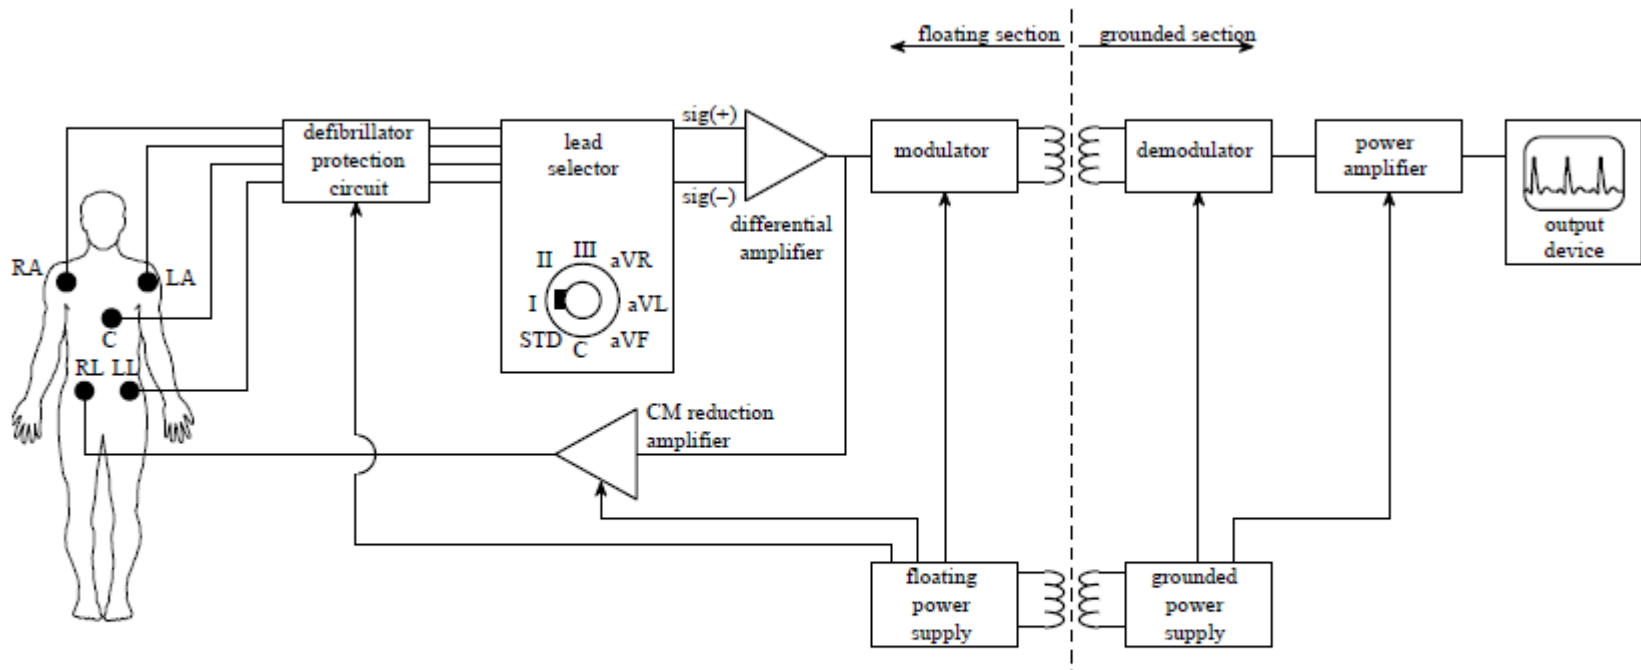 floating section
grounded section
sig(+)
defibrillator
protection
circuit
lead
selector
modulator
demodulator
power
amplifier
sig(–)
differential
amplifier
output
device
RA
LA
II
III
aVR
I
aVL
STD
C
aVF
C
RL
LL
CM reduction
amplifier
floating
power
supply
grounded
power
supply